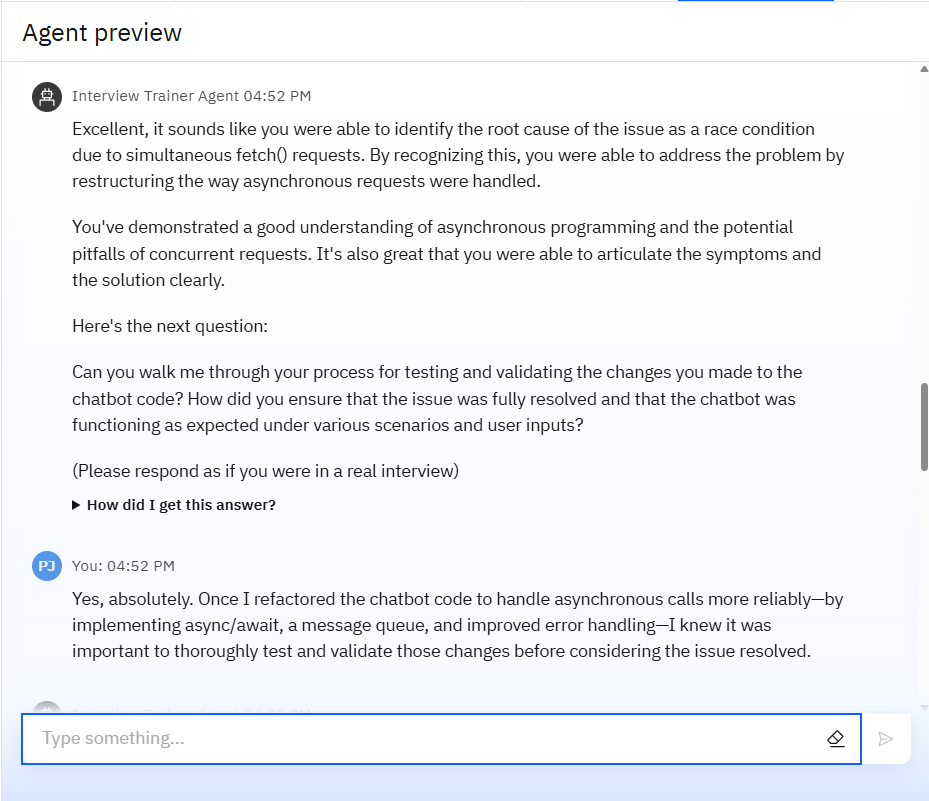 Agent preview
Interview Trainer Agent 04:52 PM
Excellent, it sounds like you were able to identify the root cause of the issue as a race condition
due to simultaneous fetch() requests. By recognizing this, you were able to address the problem by
restructuring the way asynchronous requests were handled.
You've demonstrated a good understanding of asynchronous programming and the potential
pitfalls of concurrent requests. It's also great that you were able to articulate the symptoms and
the solution clearly.
Here's the next question:
Can you walk me through your process for testing and validating the changes you made to the
chatbot code? How did you ensure that the issue was fully resolved and that the chatbot was
functioning as expected under various scenarios and user inputs?
(Please respond as if you were in a real interview)
How did I get this answer?
PJ
You: 04:52 PM
Yes, absolutely. Once I refactored the chatbot code to handle asynchronous calls more reliably—by
implementing async/await, a message queue, and improved error handling—I knew it was
important to thoroughly test and validate those changes before considering the issue resolved.
Type something...